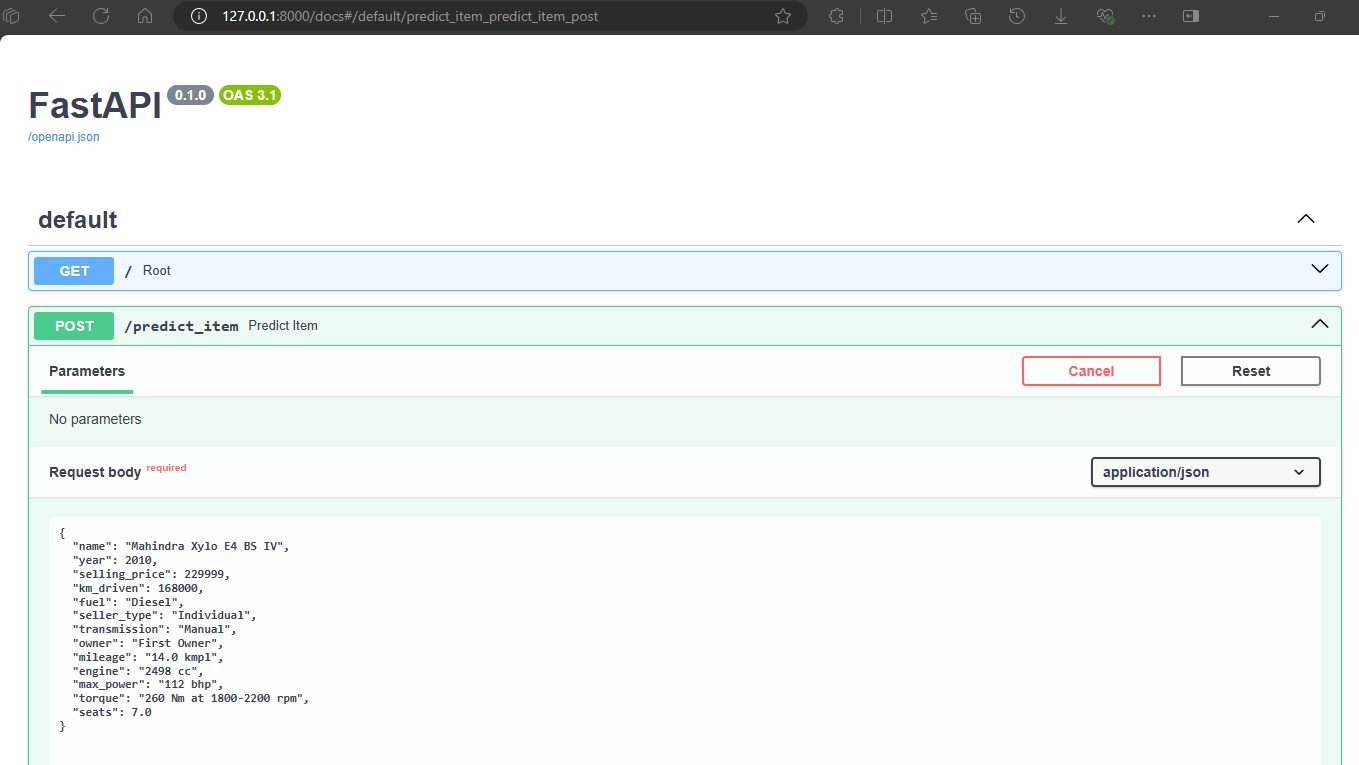 127.0.0.1:8000/docs#/default/predict_item_predict_item_post
FastAPI 0.1.0 OAS 3.1
/openapi.json
default
GET / Root
POST /predict_item Predict Item
Parameters Cancel Reset
No parameters
Request body required application/json
{
"name": "Mahindra Xylo E4 BS IV",
"year": 2010,
"selling_price": 229999,
"km_driven": 168000,
"fuel": "Diesel",
"seller_type": "Individual",
"transmission": "Manual",
"owner": "First Owner",
"mileage": "14.0 kmpl",
"engine": "2498 cc",
"max_power": "112 bhp",
"torque": "260 Nm at 1800-2200 rpm",
"seats": 7.0
}